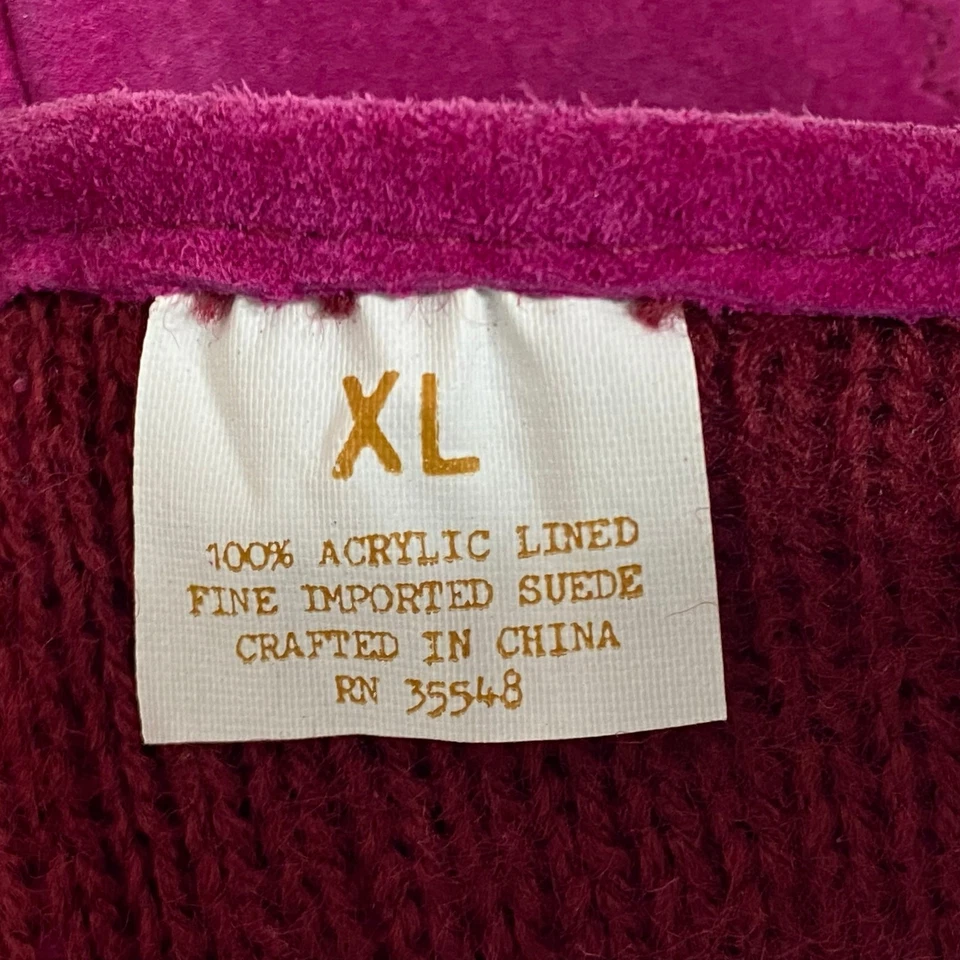 XL
100% ACRYLIC LINED
FINE IMPORTED SUEDE
CRAFTED IN CHINA
RN 35548